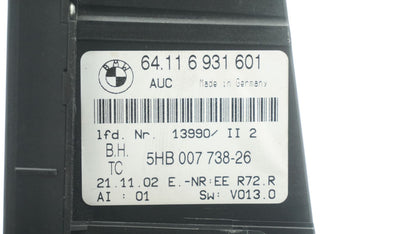 BMW
64.11 6 931 601
AUC Made in Germany
lfd. Nr. 13990/ II 2
B.H. 5HB 007 738-26
TC
21.11.02 E.-NR:EE R72.R
AI : 01 SW: V013.0